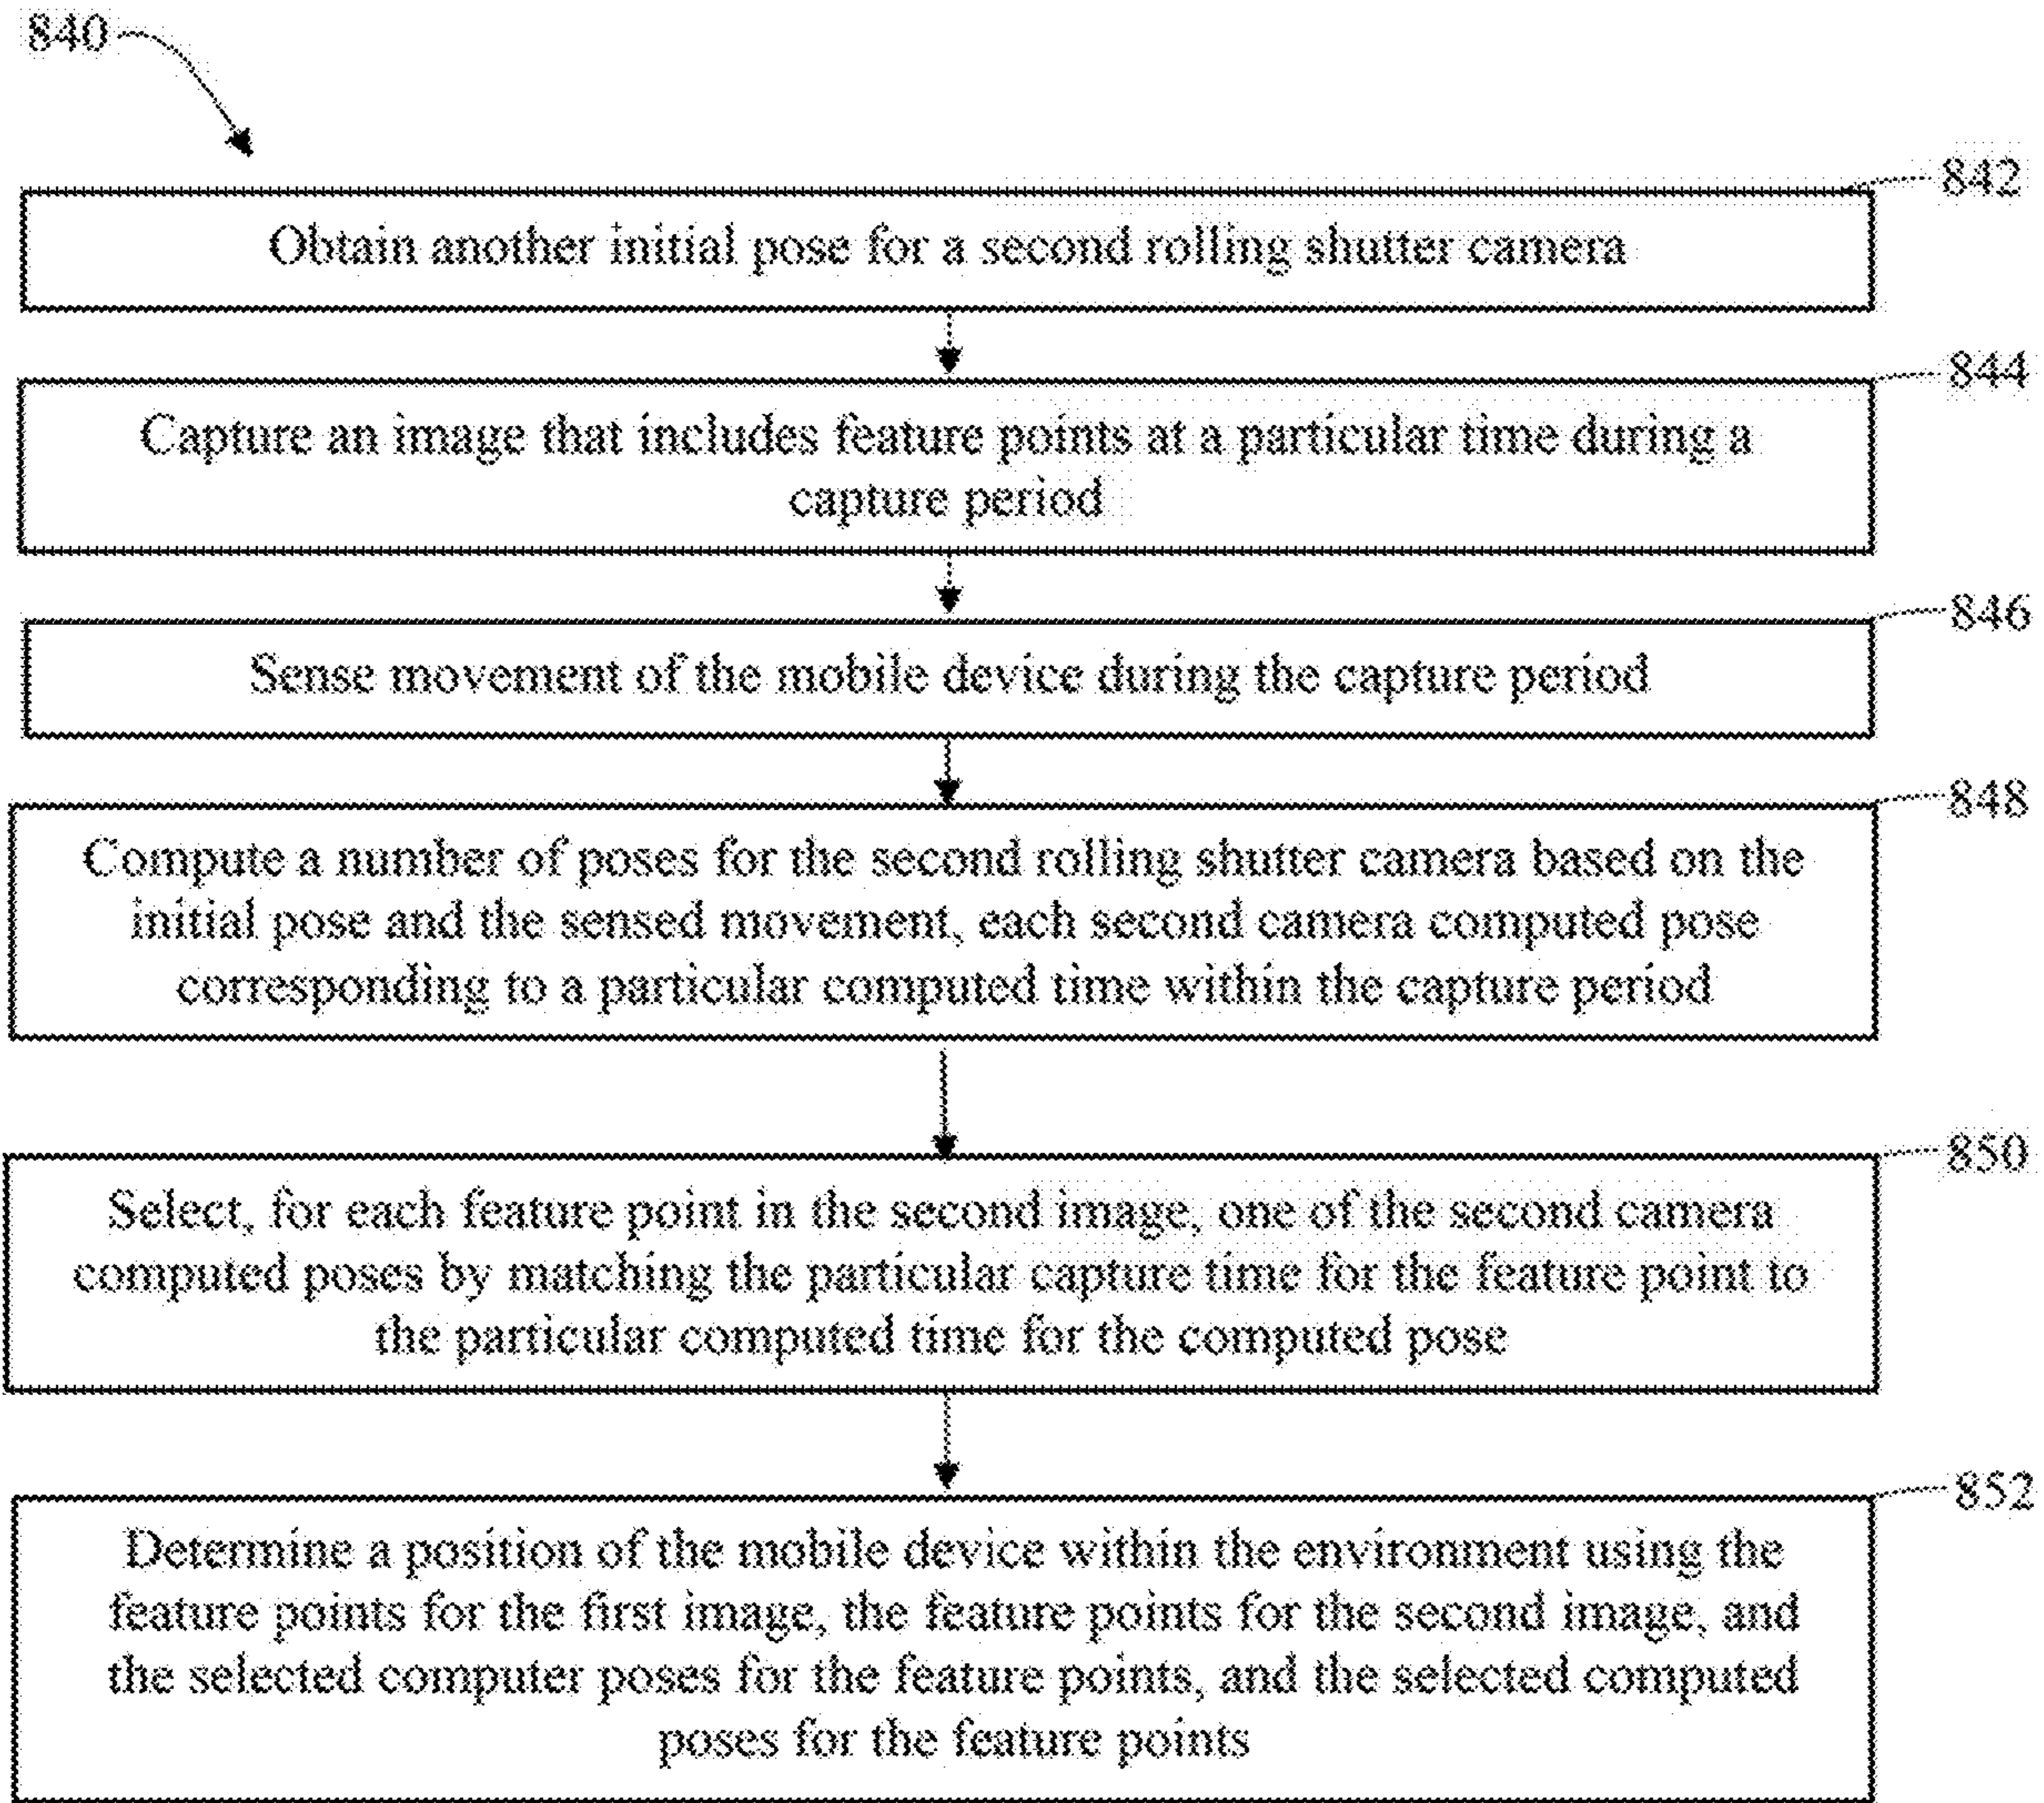 840
842
Obtain another initial pose for a second rolling shutter camera
844
Capture an image that includes feature points at a particular time during a
capture period
846
Sense movement of the mobile device during the capture period
848
Compute a number of poses for the second rolling shutter camera based on the
initial pose and the sensed movement, each second camera computed pose
corresponding to a particular computed time within the capture period
850
Select, for each feature point in the second image, one of the second camera
computed poses by matching the particular capture time for the feature point to
the particular computed time for the computed pose
852
Determine a position of the mobile device within the environment using the
feature points for the first image, the feature points for the second image, and
the selected computer poses for the feature points, and the selected computed
poses for the feature points